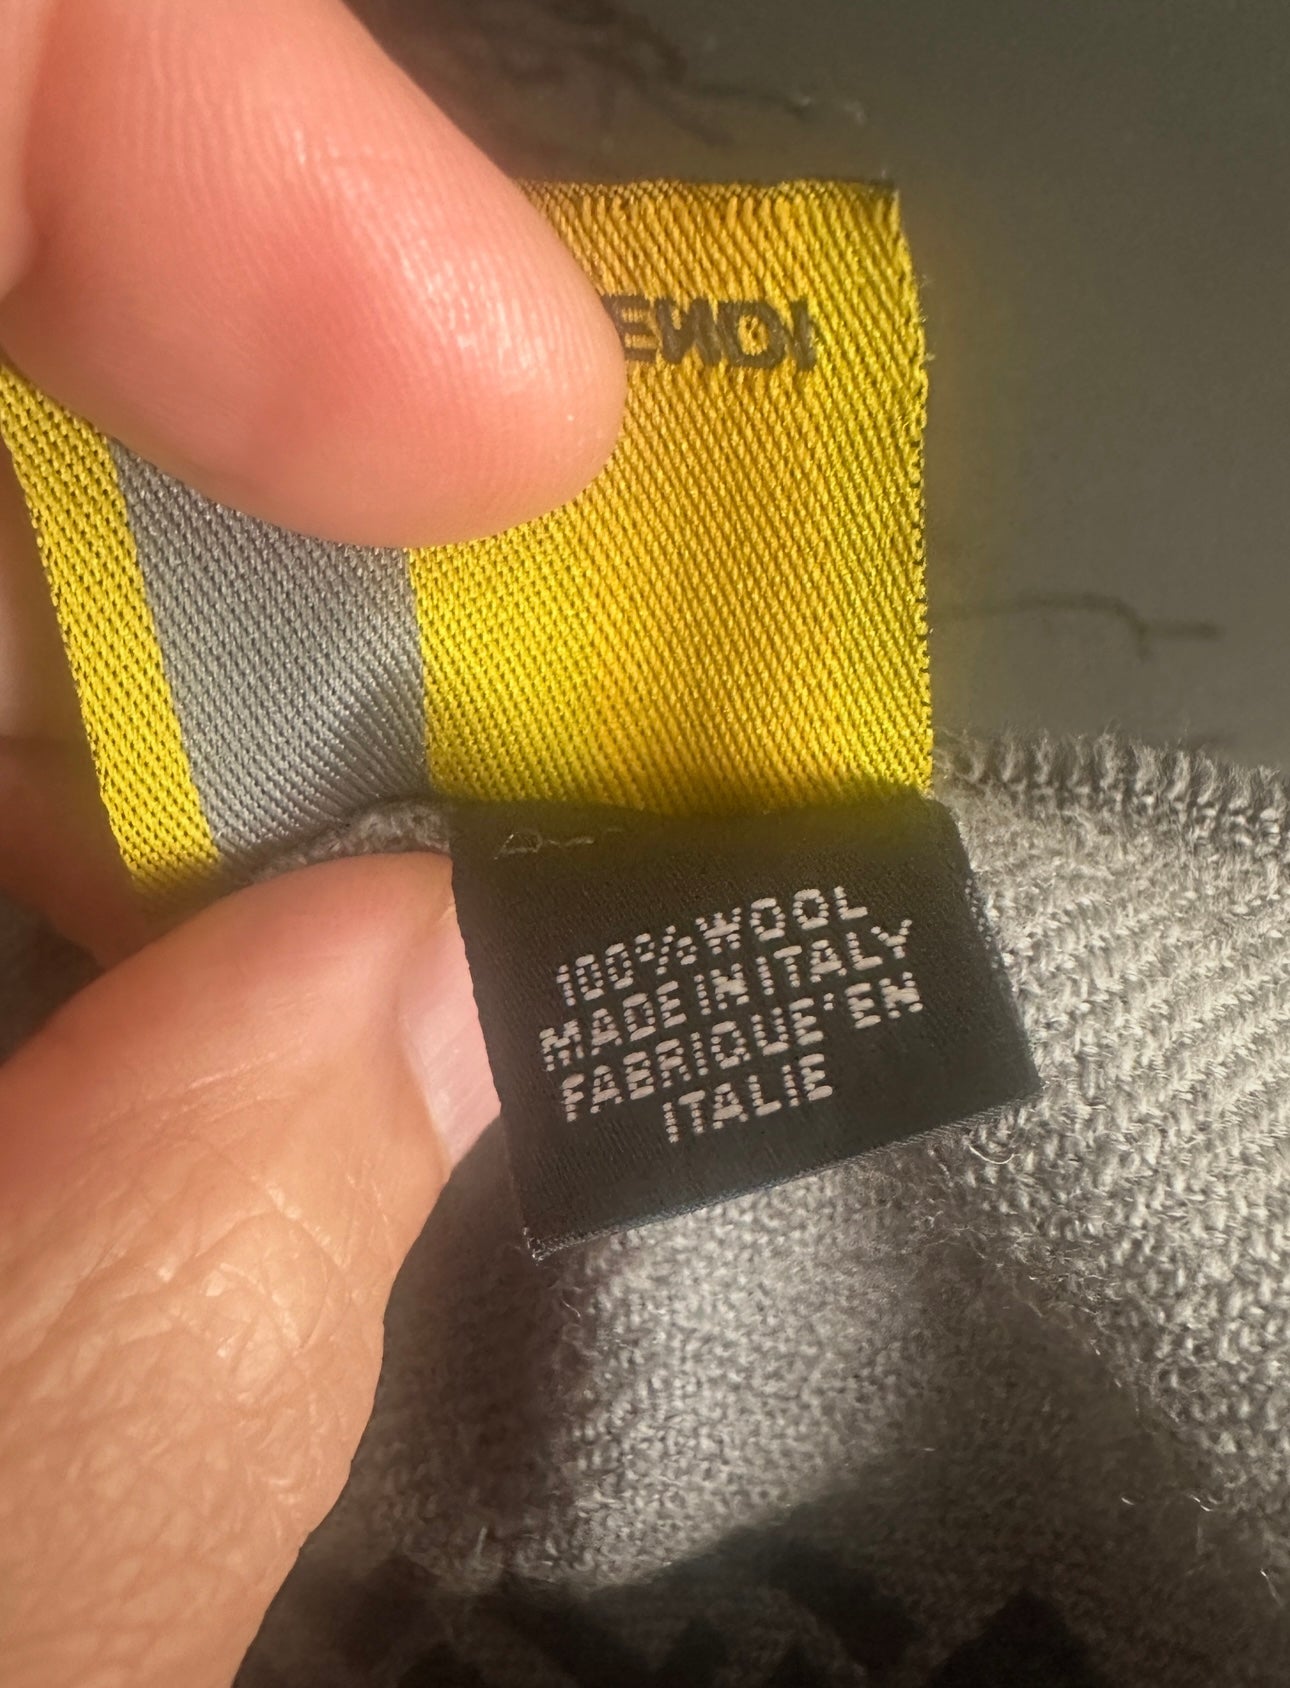 100% WOOL
MADE IN ITALY
FABRIQUE'EN
ITALIE